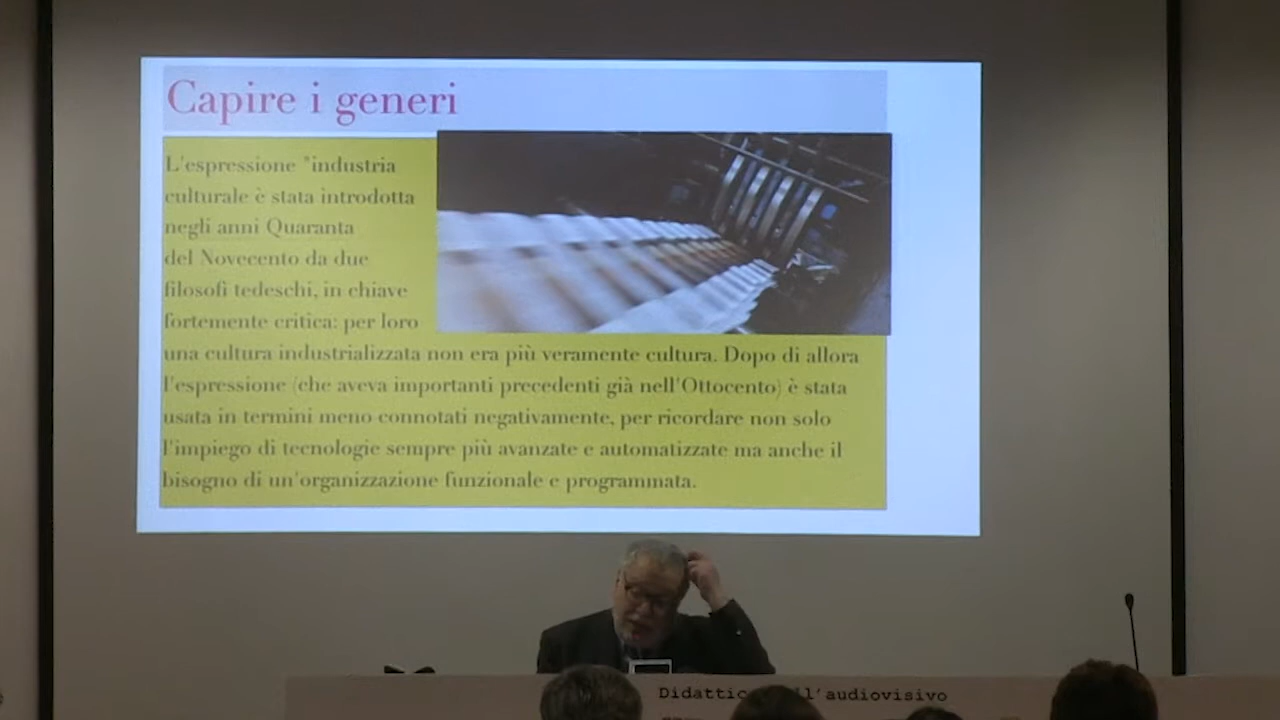 Capire i generi
L'espressione "industria
culturale è stata introdotta
negli anni Quaranta
del Novecento da due
filosofi tedeschi, in chiave
fortemente critica: per loro
una cultura industrializzata non era più veramente cultura. Dopo di allora
l'espressione (che aveva importanti precedenti già nell'Ottocento) è stata
usata in termini meno connotati negativamente, per ricordare non solo
l'impiego di tecnologie sempre più avanzate e automatizzate ma anche il
bisogno di un'organizzazione funzionale e programmata.
l'audiovisivo